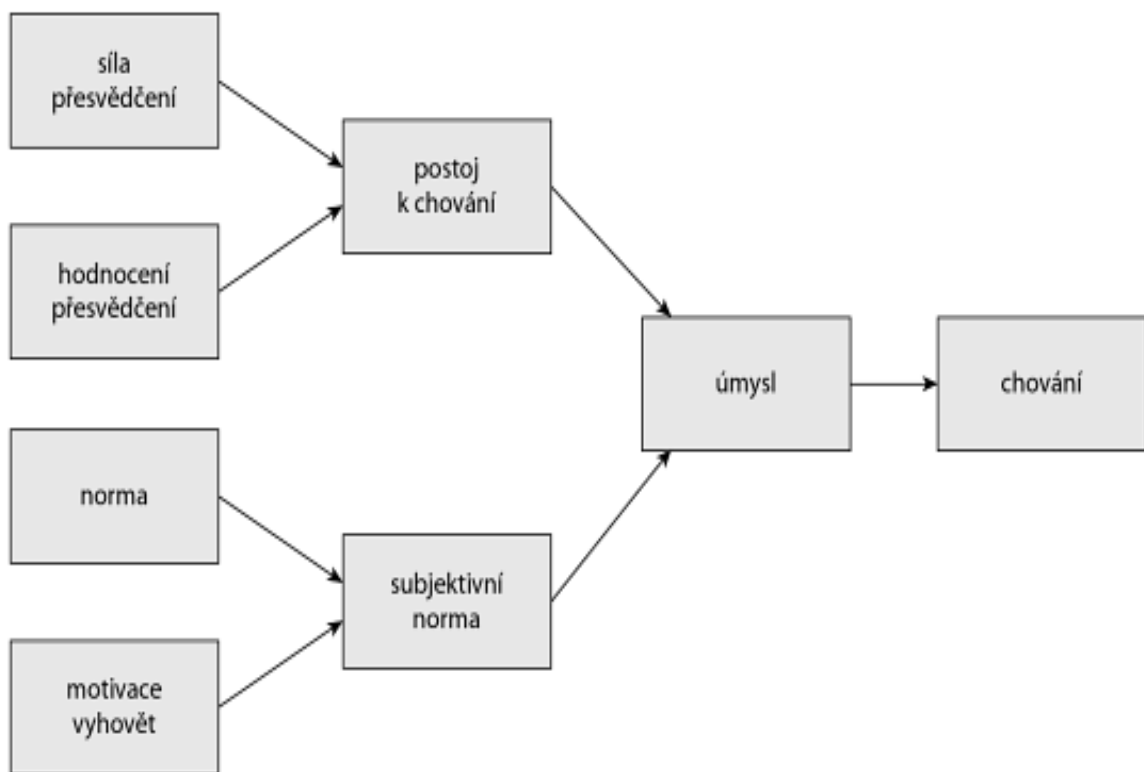 síla
přesvědčení
postoj
k chování
hodnocení
přesvědčení
úmysl
chování
norma
subjektivní
norma
motivace
vyhovět